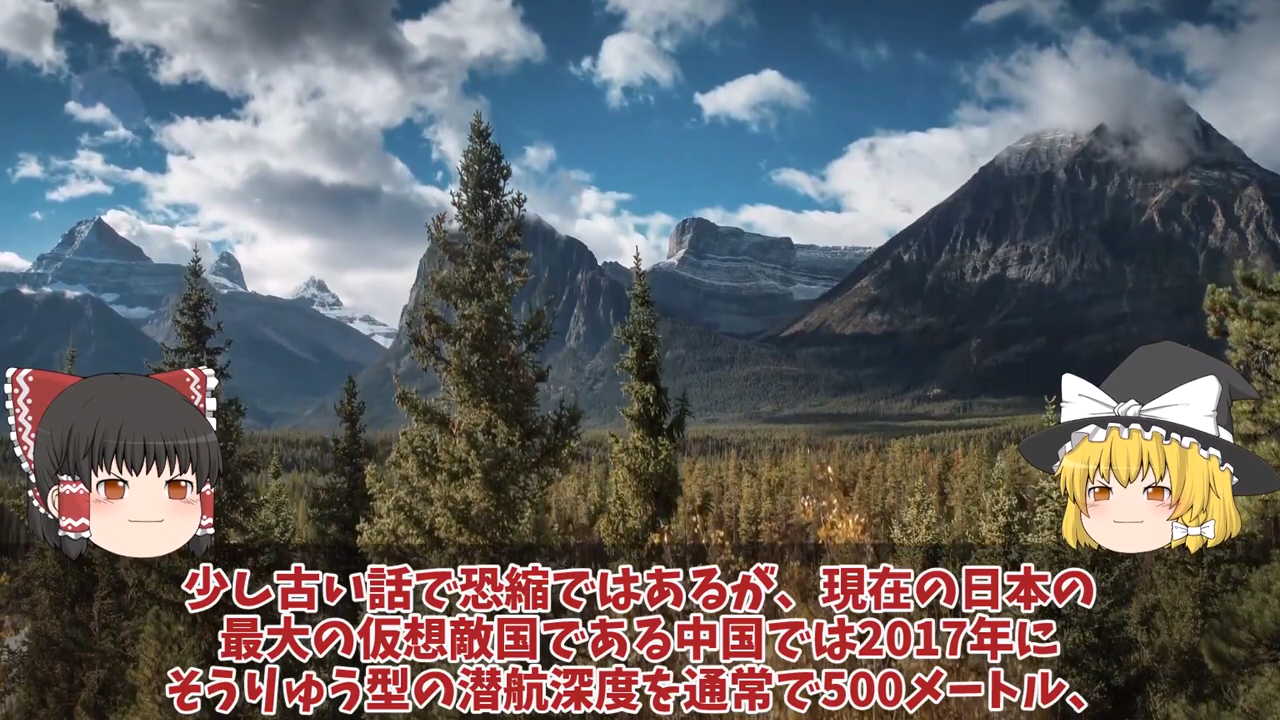 少し古い話で恐縮ではあるが、現在の日本の
最大の仮想敵国である中国では2017年に
そうりゅう型の潜航深度を通常で500メートル、